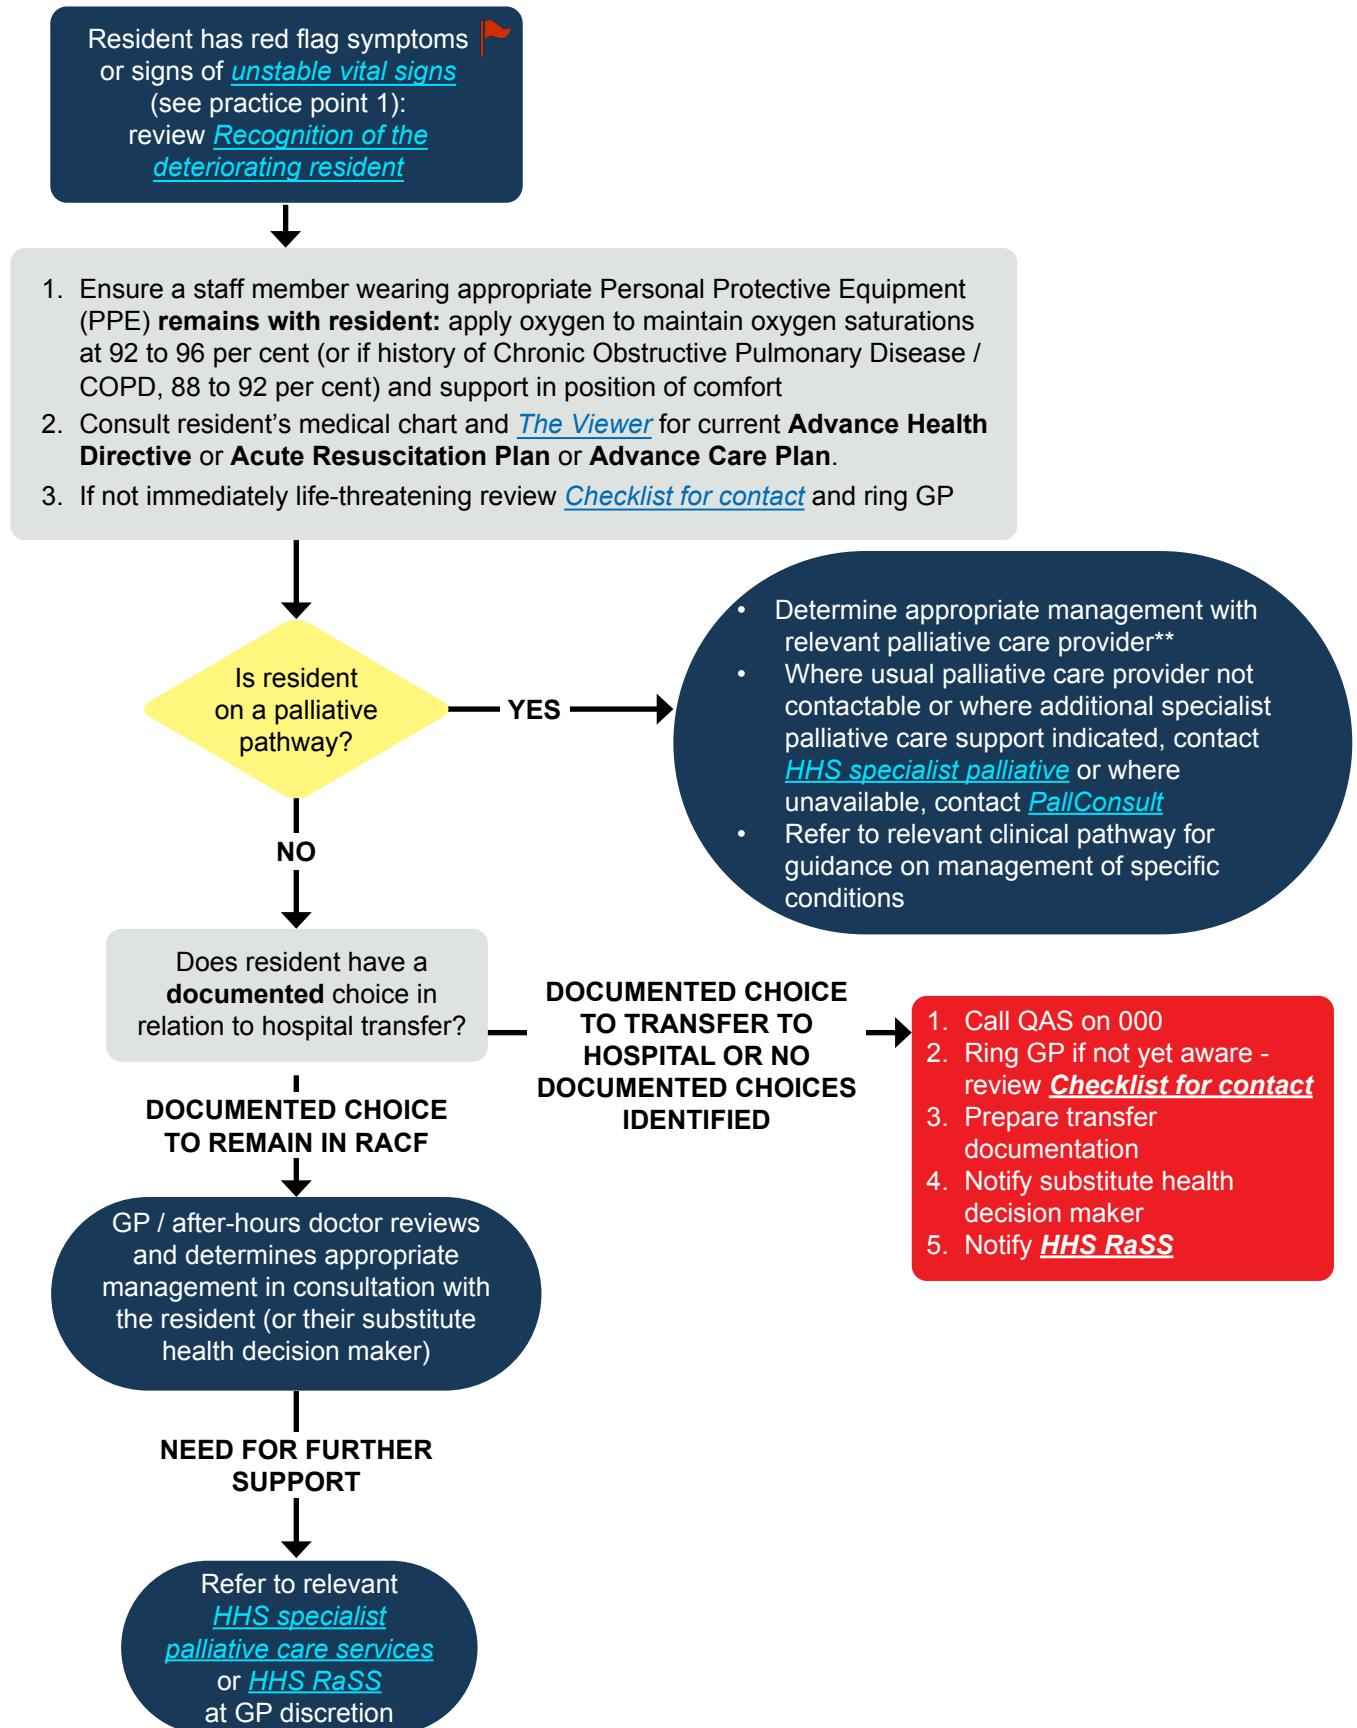 Resident has red flag symptoms
or signs of unstable vital signs
(see practice point 1):
review Recognition of the
deteriorating resident
1. Ensure a staff member wearing appropriate Personal Protective Equipment
(PPE) remains with resident: apply oxygen to maintain oxygen saturations
at 92 to 96 per cent (or if history of Chronic Obstructive Pulmonary Disease /
COPD, 88 to 92 per cent) and support in position of comfort
2. Consult resident's medical chart and The Viewer for current Advance Health
Directive or Acute Resuscitation Plan or Advance Care Plan.
3. If not immediately life-threatening review Checklist for contact and ring GP
Is resident
on a palliative
pathway?
YES
• Determine appropriate management with
relevant palliative care provider**
• Where usual palliative care provider not
contactable or where additional specialist
palliative care support indicated, contact
HHS specialist palliative or where
unavailable, contact PallConsult
• Refer to relevant clinical pathway for
guidance on management of specific
conditions
NO
Does resident have a
documented choice in
relation to hospital transfer?
DOCUMENTED CHOICE
TO TRANSFER TO
HOSPITAL OR NO
DOCUMENTED CHOICES
IDENTIFIED
1. Call QAS on 000
2. Ring GP if not yet aware -
review Checklist for contact
3. Prepare transfer
documentation
4. Notify substitute health
decision maker
5. Notify HHS RaSS
DOCUMENTED CHOICE
TO REMAIN IN RACF
GP / after-hours doctor reviews
and determines appropriate
management in consultation with
the resident (or their substitute
health decision maker)
NEED FOR FURTHER
SUPPORT
Refer to relevant
HHS specialist
palliative care services
or HHS RaSS
at GP discretion